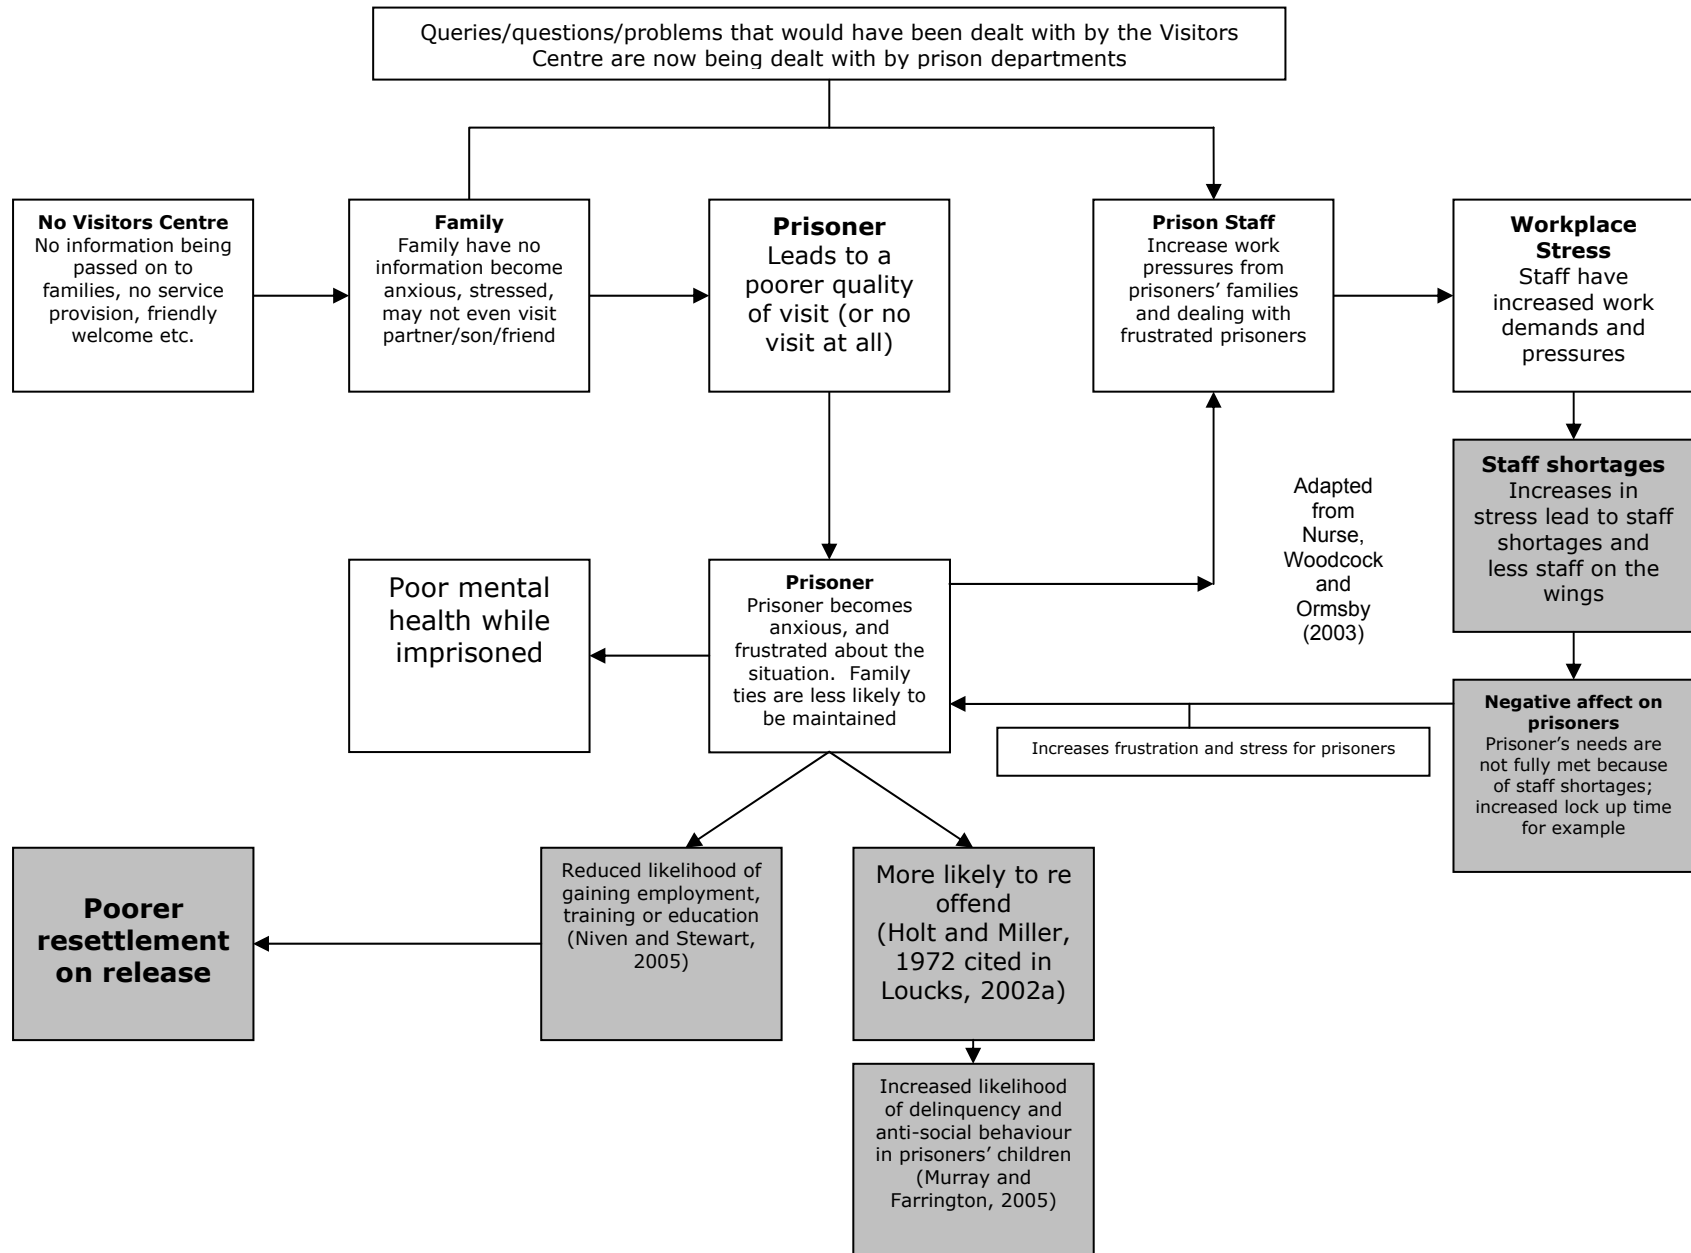 Queries/questions/problems that would have been dealt with by the Visitors
Centre are now being dealt with by prison departments
No Visitors Centre
No information being
passed on to
families, no service
provision, friendly
welcome etc.
Family
Family have no
information become
anxious, stressed,
may not even visit
partner/son/friend
Prisoner
Leads to a
poorer quality
of visit (or no
visit at all)
Prison Staff
Increase work
pressures from
prisoners’ families
and dealing with
frustrated prisoners
Workplace
Stress
Staff have
increased work
demands and
pressures
Staff shortages
Increases in
stress lead to staff
shortages and
less staff on the
wings
Adapted
from
Nurse,
Woodcock
and
Ormsby
(2003)
Poor mental
health while
imprisoned
Prisoner
Prisoner becomes
anxious, and
frustrated about the
situation.  Family
ties are less likely to
be maintained
Increases frustration and stress for prisoners
Negative affect on
prisoners
Prisoner’s needs are
not fully met because
of staff shortages;
increased lock up time
for example
Poorer
resettlement
on release
Reduced likelihood of
gaining employment,
training or education
(Niven and Stewart,
2005)
More likely to re
offend
(Holt and Miller,
1972 cited in
Loucks, 2002a)
Increased likelihood
of delinquency and
anti-social behaviour
in prisoners’ children
(Murray and
Farrington, 2005)